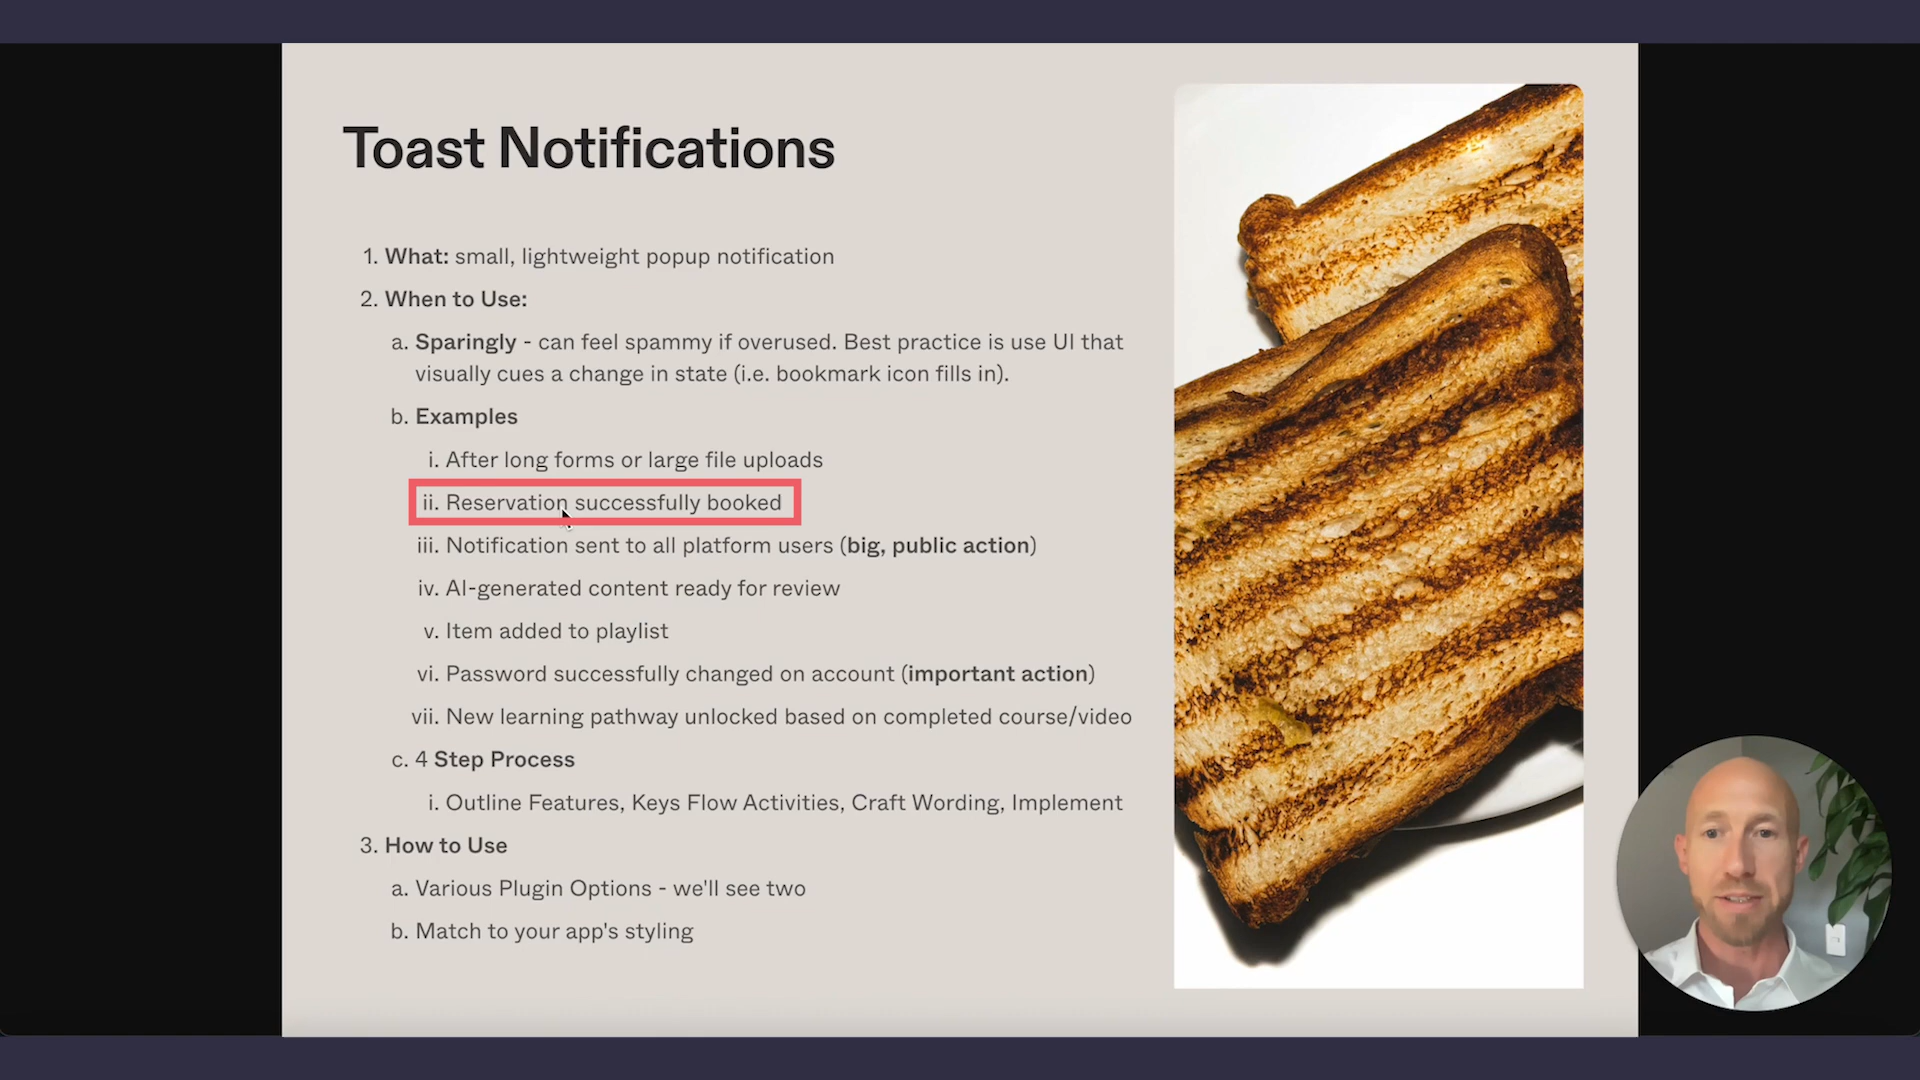 Toast Notifications
1. What: small, lightweight popup notification
2. When to Use:
a. Sparingly - can feel spammy if overused. Best practice is use UI that
visually cues a change in state (i.e. bookmark icon fills in).
b. Examples
i. After long forms or large file uploads
ii. Reservation successfully booked
iii. Notification sent to all platform users (big, public action)
iv. AI-generated content ready for review
v. Item added to playlist
vi. Password successfully changed on account (important action)
vii. New learning pathway unlocked based on completed course/video
c. 4 Step Process
i. Outline Features, Keys Flow Activities, Craft Wording, Implement
3. How to Use
a. Various Plugin Options - we'll see two
b. Match to your app's styling